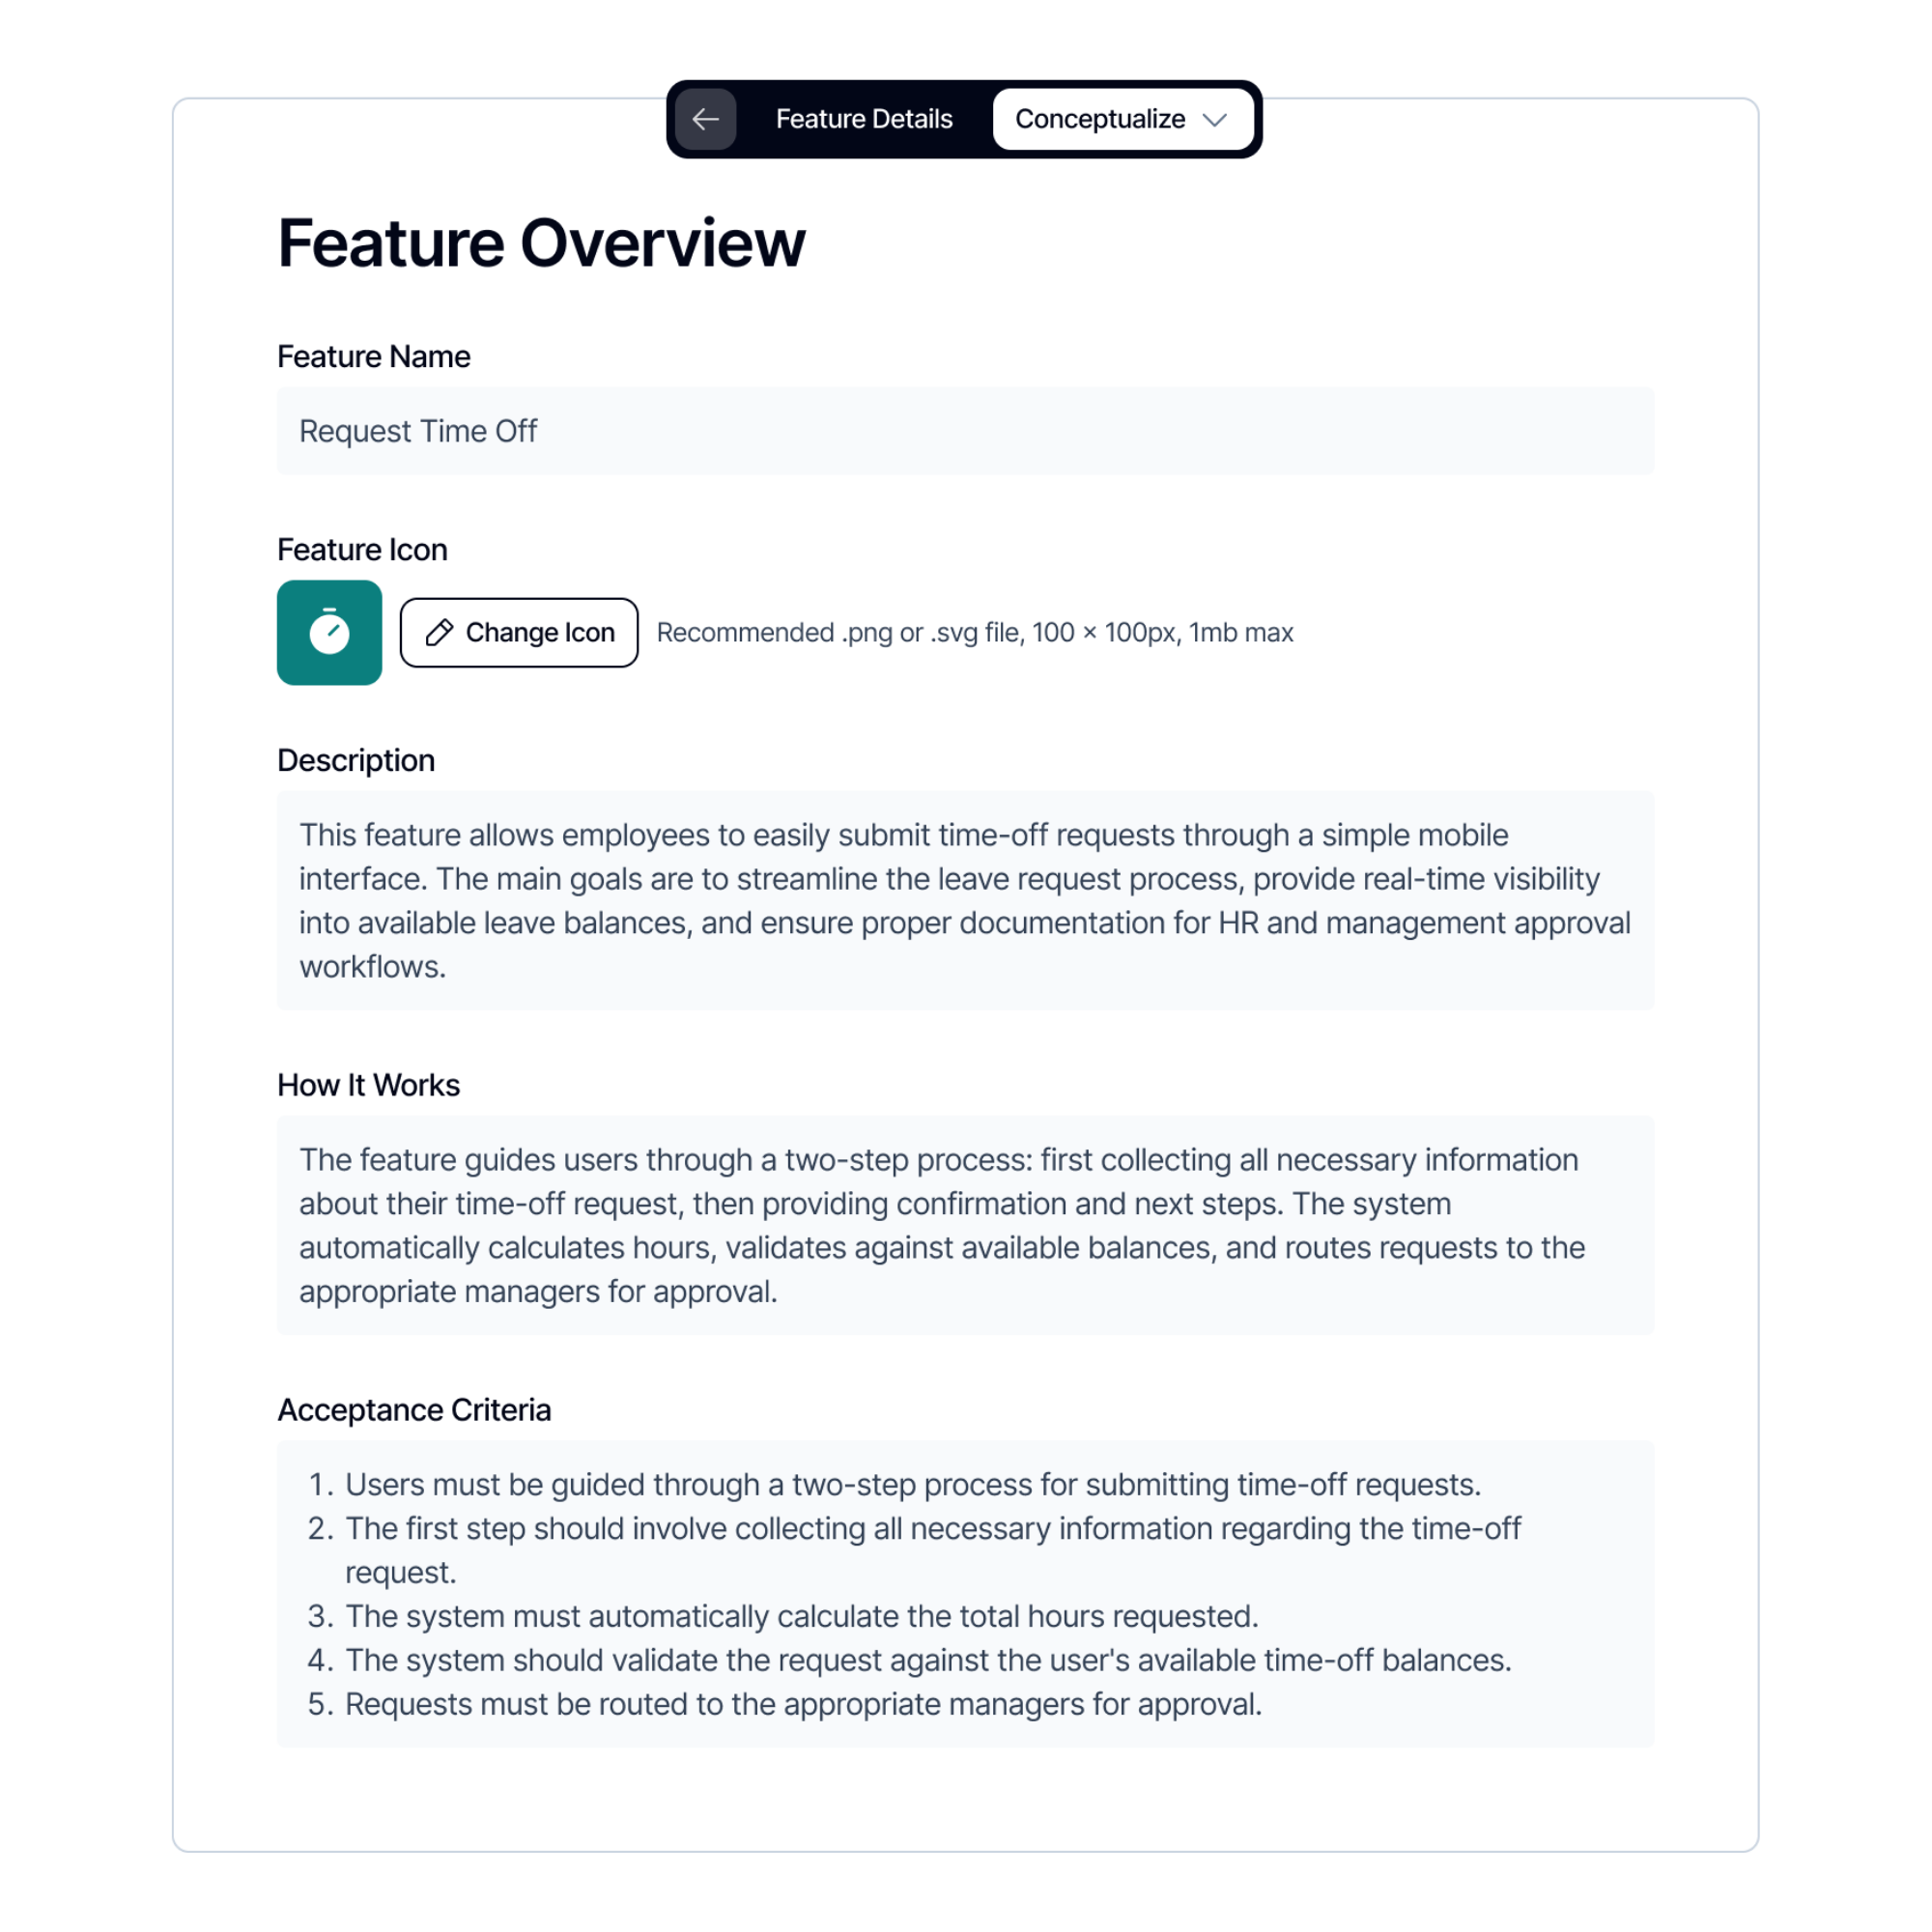 Feature Details Conceptualize
Feature Overview
Feature Name
Request Time Off
Feature Icon
Change Icon Recommended .png or .svg file, 100 × 100px, 1mb max
Description
This feature allows employees to easily submit time-off requests through a simple mobile
interface. The main goals are to streamline the leave request process, provide real-time visibility
into available leave balances, and ensure proper documentation for HR and management approval
workflows.
How It Works
The feature guides users through a two-step process: first collecting all necessary information
about their time-off request, then providing confirmation and next steps. The system
automatically calculates hours, validates against available balances, and routes requests to the
appropriate managers for approval.
Acceptance Criteria
1. Users must be guided through a two-step process for submitting time-off requests.
2. The first step should involve collecting all necessary information regarding the time-off
request.
3. The system must automatically calculate the total hours requested.
4. The system should validate the request against the user's available time-off balances.
5. Requests must be routed to the appropriate managers for approval.